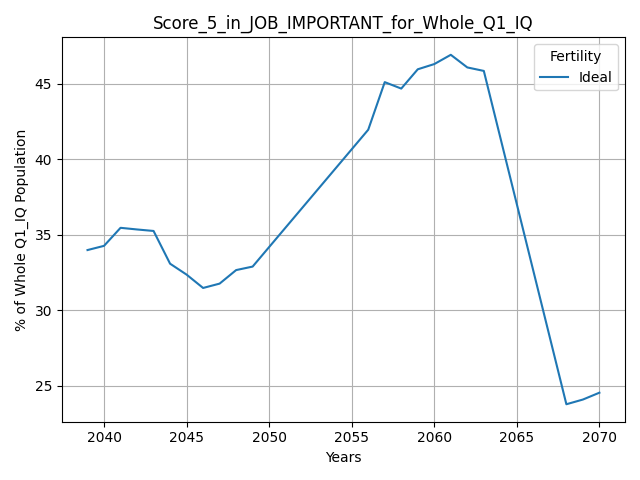 Score_5_in_JOB_IMPORTANT_for_Whole_Q1_IQ
Fertility
Ideal
% of Whole Q1_IQ Population
45
40
35
30
25
2040 2045 2050 2055 2060 2065 2070
Years